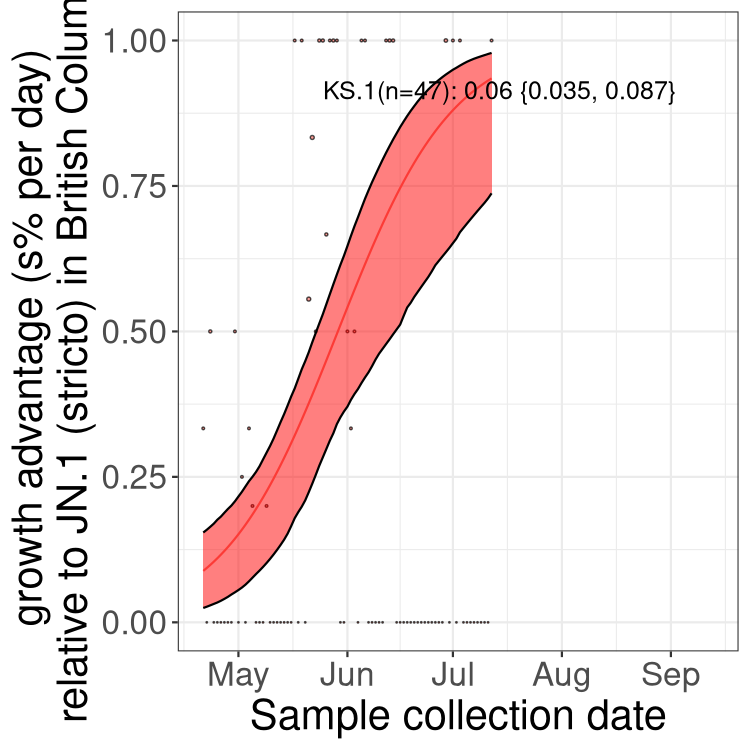 growth advantage (s% per day)
relative to JN.1 (stricto) in British Colum
1.00
0.75
0.50
0.25
0.00
KS.1(n=47): 0.06 {0.035, 0.087}
May Jun Jul Aug Sep
Sample collection date